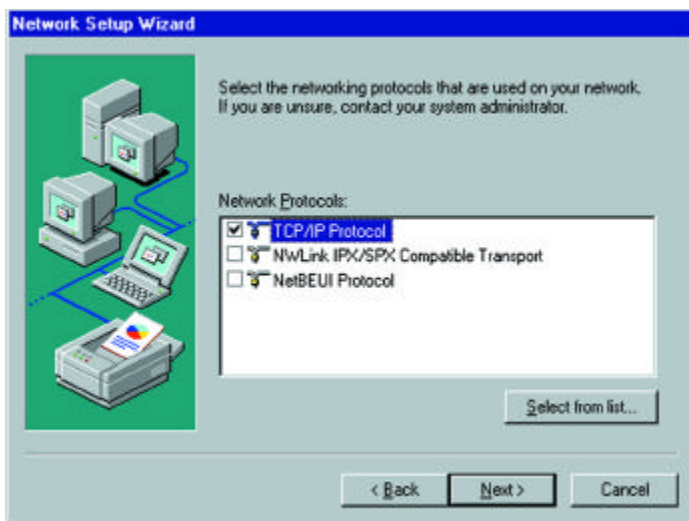 Network Setup Wizard
Select the networking protocols that are used on your network.
If you are unsure, contact your system administrator.
Network Protocols:
TCP/IP Protocol
NWLink IPX/SPX Compatible Transport
NetBEUI Protocol
Select from list...
< Back
Next >
Cancel